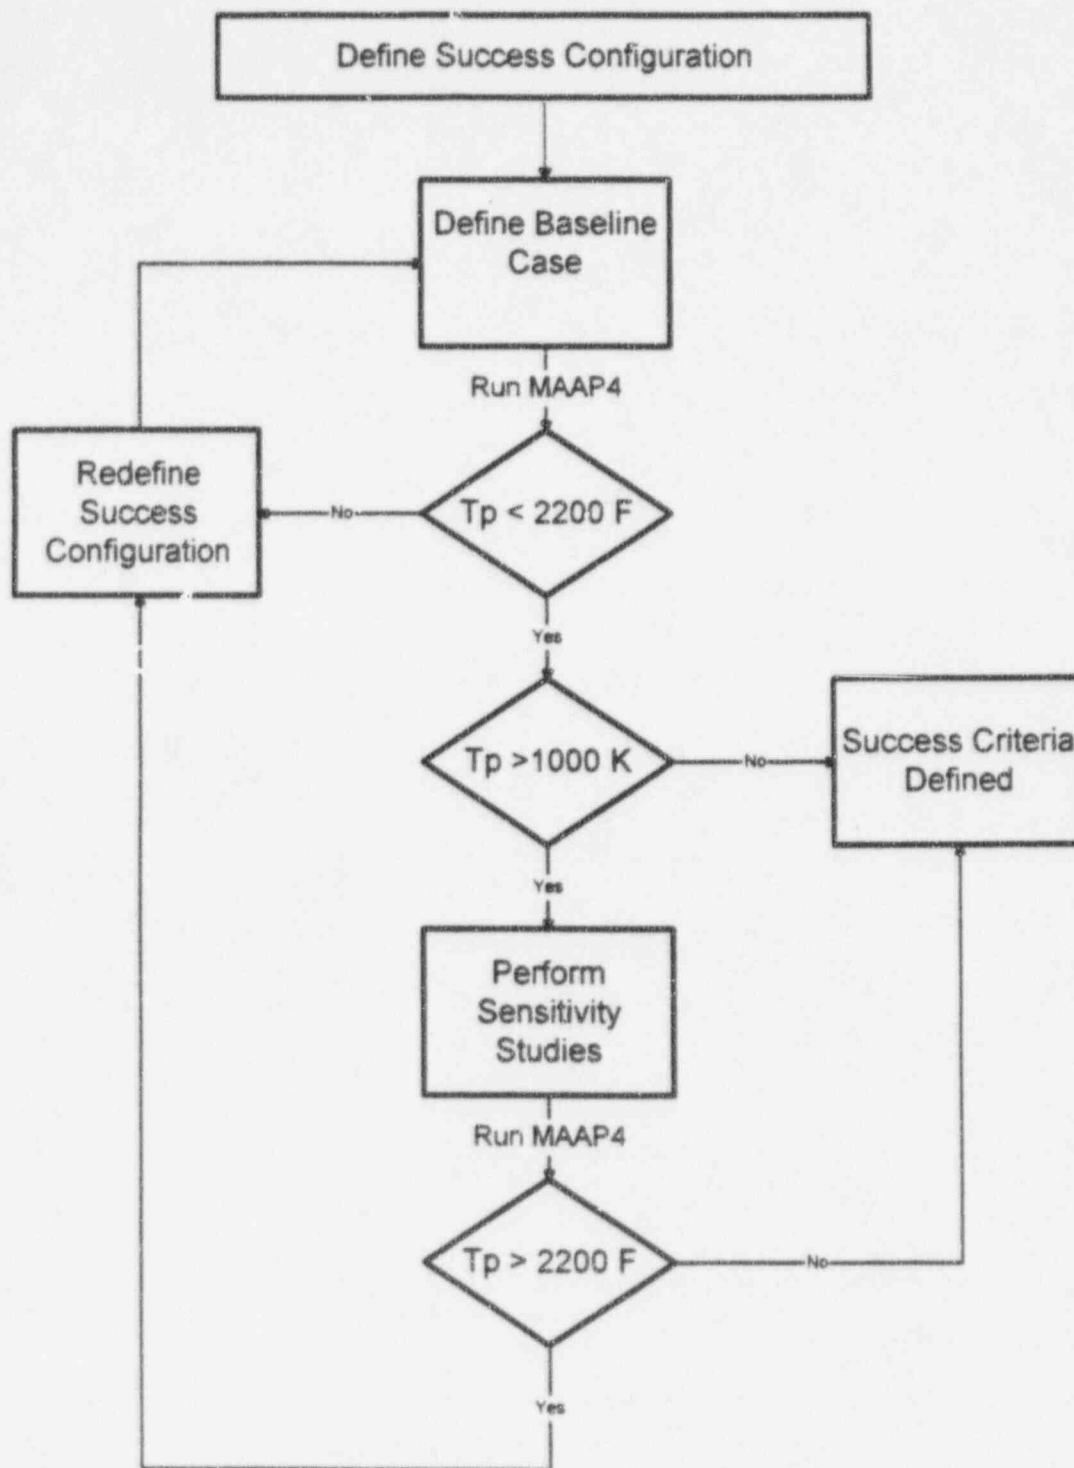 Define Success Configuration
Define Baseline
Case
Run MAAP4
Redefine
Success
Configuration
No
Tp < 2200 F
Yes
Tp >1000 K
No
Success Criteria
Defined
Yes
Perform
Sensitivity
Studies
Run MAAP4
Tp > 2200 F
No
Yes